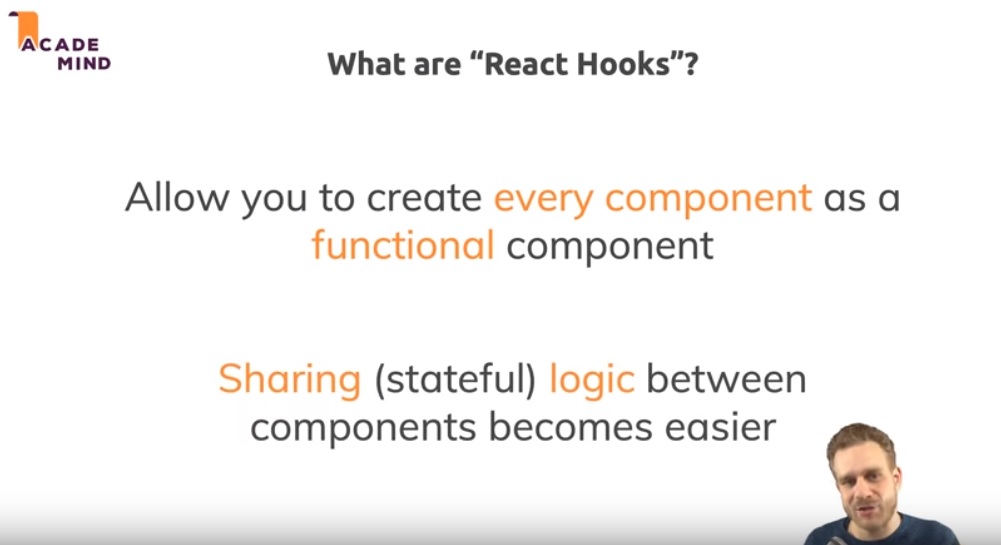 ACADE
MIND
What are “React Hooks”?
Allow you to create every component as a
functional component
Sharing (stateful) logic between
components becomes easier